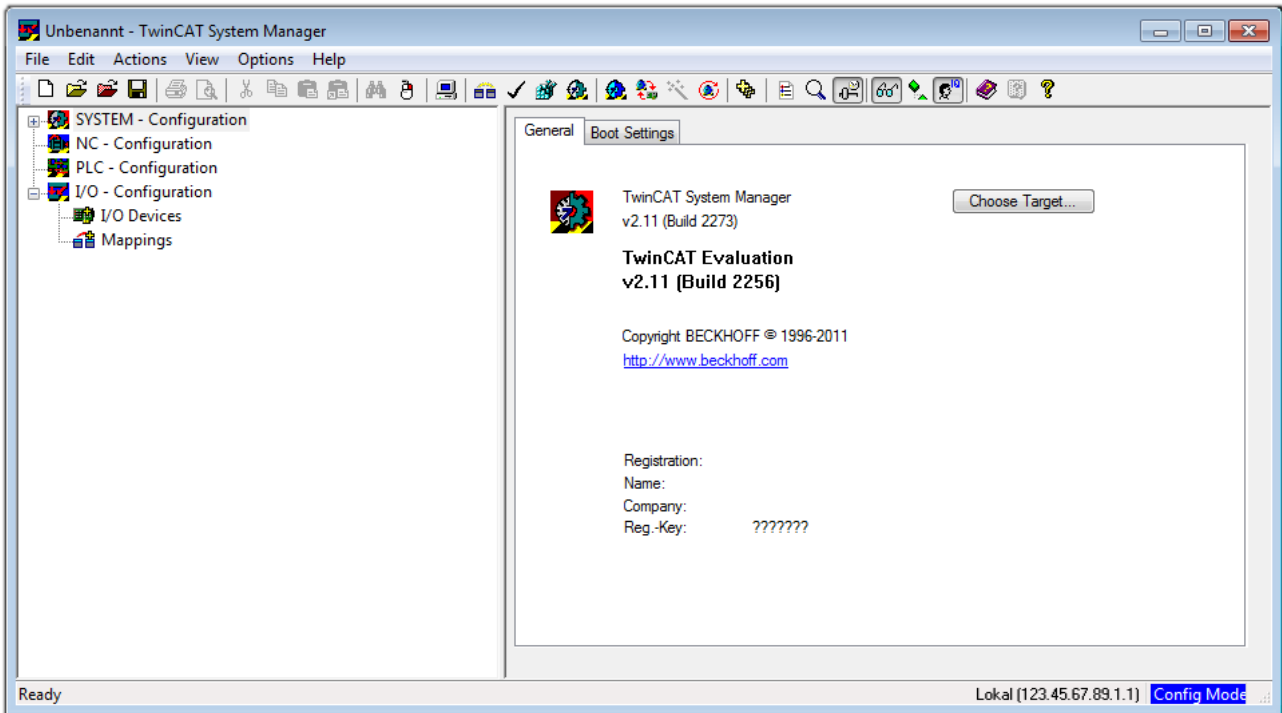 Unbenannt - TwinCAT System Manager
File Edit Actions View Options Help
SYSTEM - Configuration
NC - Configuration
PLC - Configuration
I/O - Configuration
I/O Devices
Mappings
General Boot Settings
TwinCAT System Manager
v2.11 (Build 2273)
Choose Target...
TwinCAT Evaluation
v2.11 (Build 2256)
Copyright BECKHOFF © 1996-2011
http://www.beckhoff.com
Registration:
Name:
Company:
Reg.-Key: ???????
Ready Lokal (123.45.67.89.1.1) Config Mode